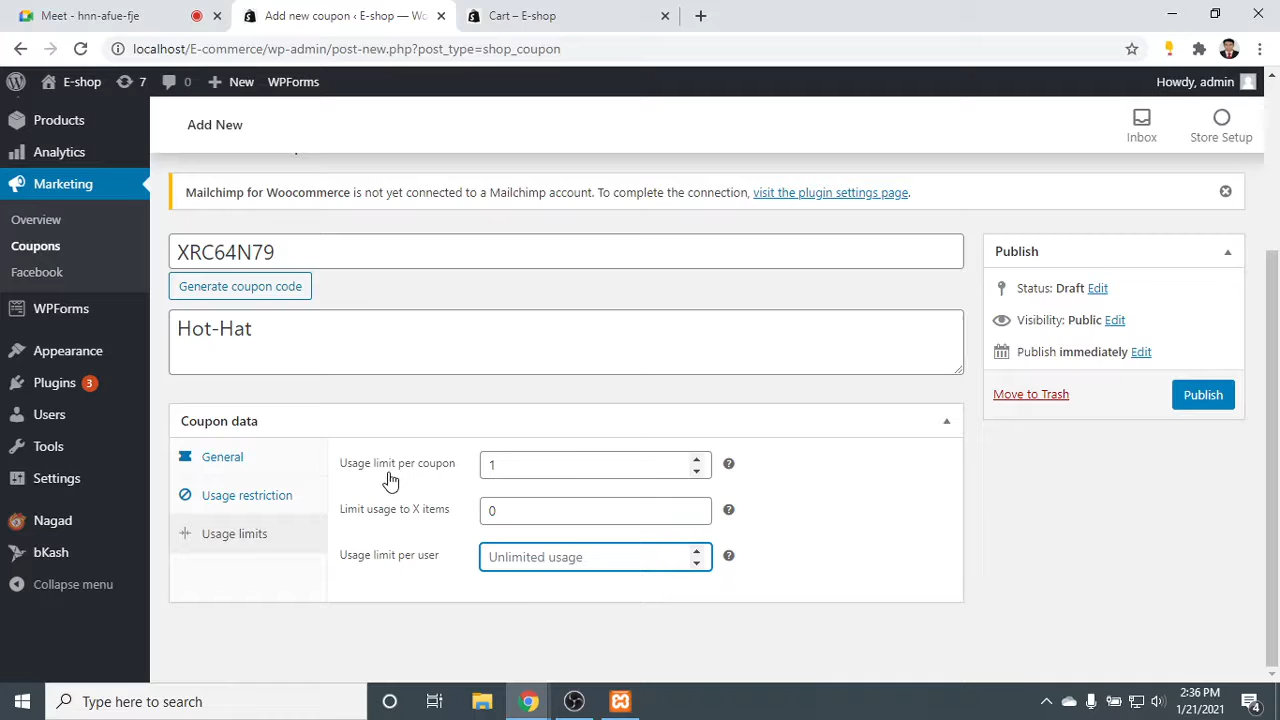 Meet - hnn-afue-fje
Add new coupon ‹ E-shop — Wo
Cart – E-shop
localhost/E-commerce/wp-admin/post-new.php?post_type=shop_coupon
E-shop
7
0
New
WPForms
Howdy, admin
Products
Analytics
Marketing
Overview
Coupons
Facebook
WPForms
Appearance
Plugins 3
Users
Tools
Settings
Nagad
bKash
Collapse menu
Add New
Inbox
Store Setup
Mailchimp for Woocommerce is not yet connected to a Mailchimp account. To complete the connection, visit the plugin settings page.
XRC64N79
Generate coupon code
Hot-Hat
Coupon data
General
Usage restriction
Usage limits
Usage limit per coupon
1
Limit usage to X items
0
Usage limit per user
Unlimited usage
Publish
Status: Draft Edit
Visibility: Public Edit
Publish immediately Edit
Move to Trash
Publish
Type here to search
2:36 PM
1/21/2021
4